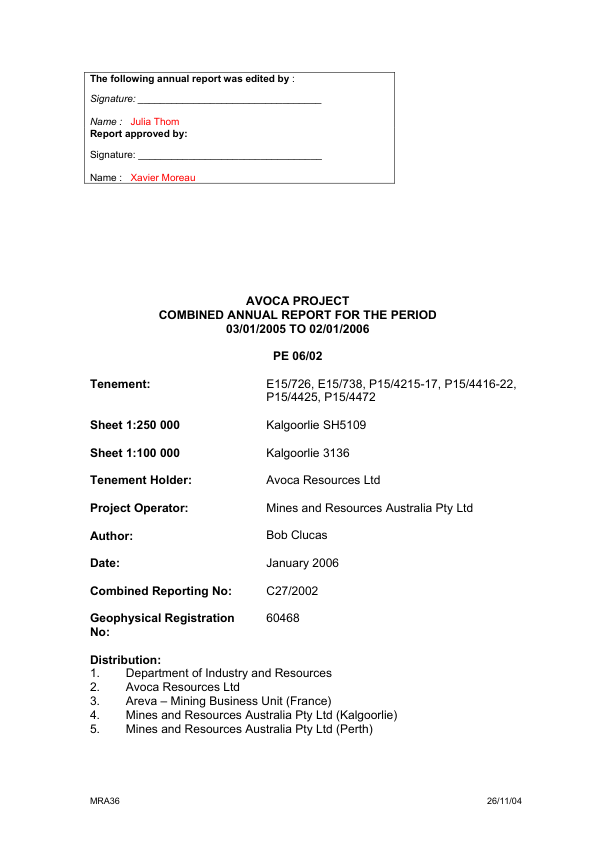 The following annual report was edited by :
Signature: ________________________________
Name : Julia Thom
Report approved by:
Signature: ________________________________
Name : Xavier Moreau
AVOCA PROJECT
COMBINED ANNUAL REPORT FOR THE PERIOD
03/01/2005 TO 02/01/2006
PE 06/02
Tenement: E15/726, E15/738, P15/4215-17, P15/4416-22,
P15/4425, P15/4472
Sheet 1:250 000 Kalgoorlie SH5109
Sheet 1:100 000 Kalgoorlie 3136
Tenement Holder: Avoca Resources Ltd
Project Operator: Mines and Resources Australia Pty Ltd
Author: Bob Clucas
Date: January 2006
Combined Reporting No: C27/2002
Geophysical Registration 60468
No:
Distribution:
1. Department of Industry and Resources
2. Avoca Resources Ltd
3. Areva – Mining Business Unit (France)
4. Mines and Resources Australia Pty Ltd (Kalgoorlie)
5. Mines and Resources Australia Pty Ltd (Perth)
MRA36 26/11/04